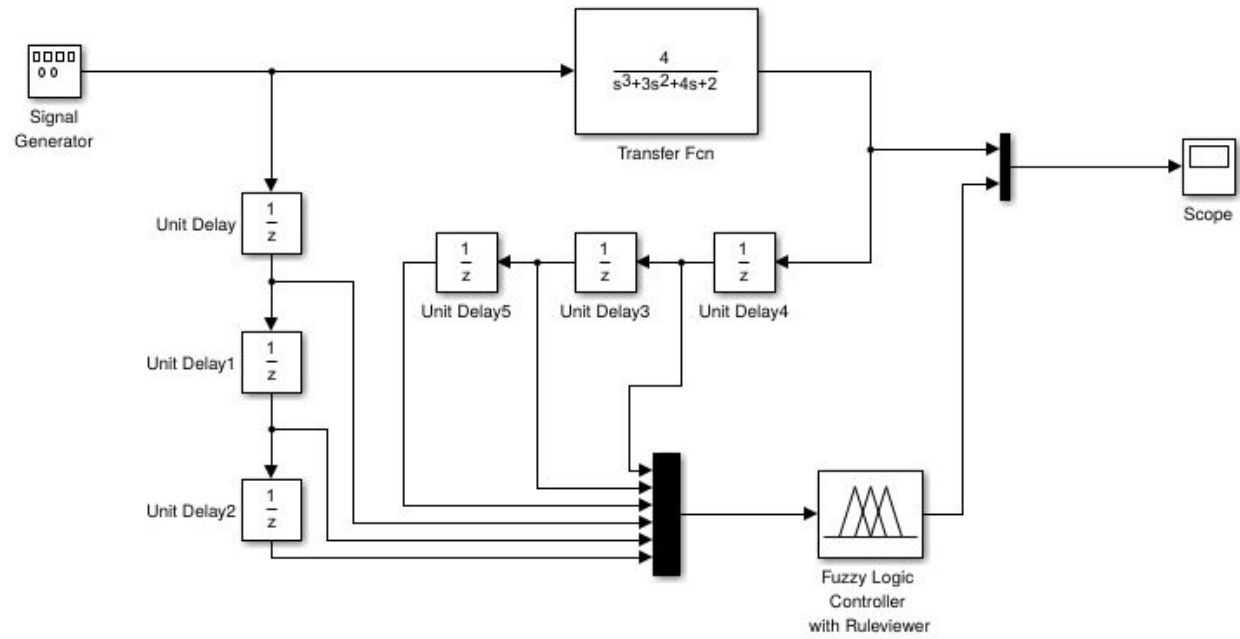 Signal
Generator
4
s³+3s²+4s+2
Transfer Fcn
Scope
Unit Delay
1
z
1
z
1
z
1
z
Unit Delay5
Unit Delay3
Unit Delay4
Unit Delay1
1
z
Unit Delay2
1
z
Fuzzy Logic
Controller
with Ruleviewer